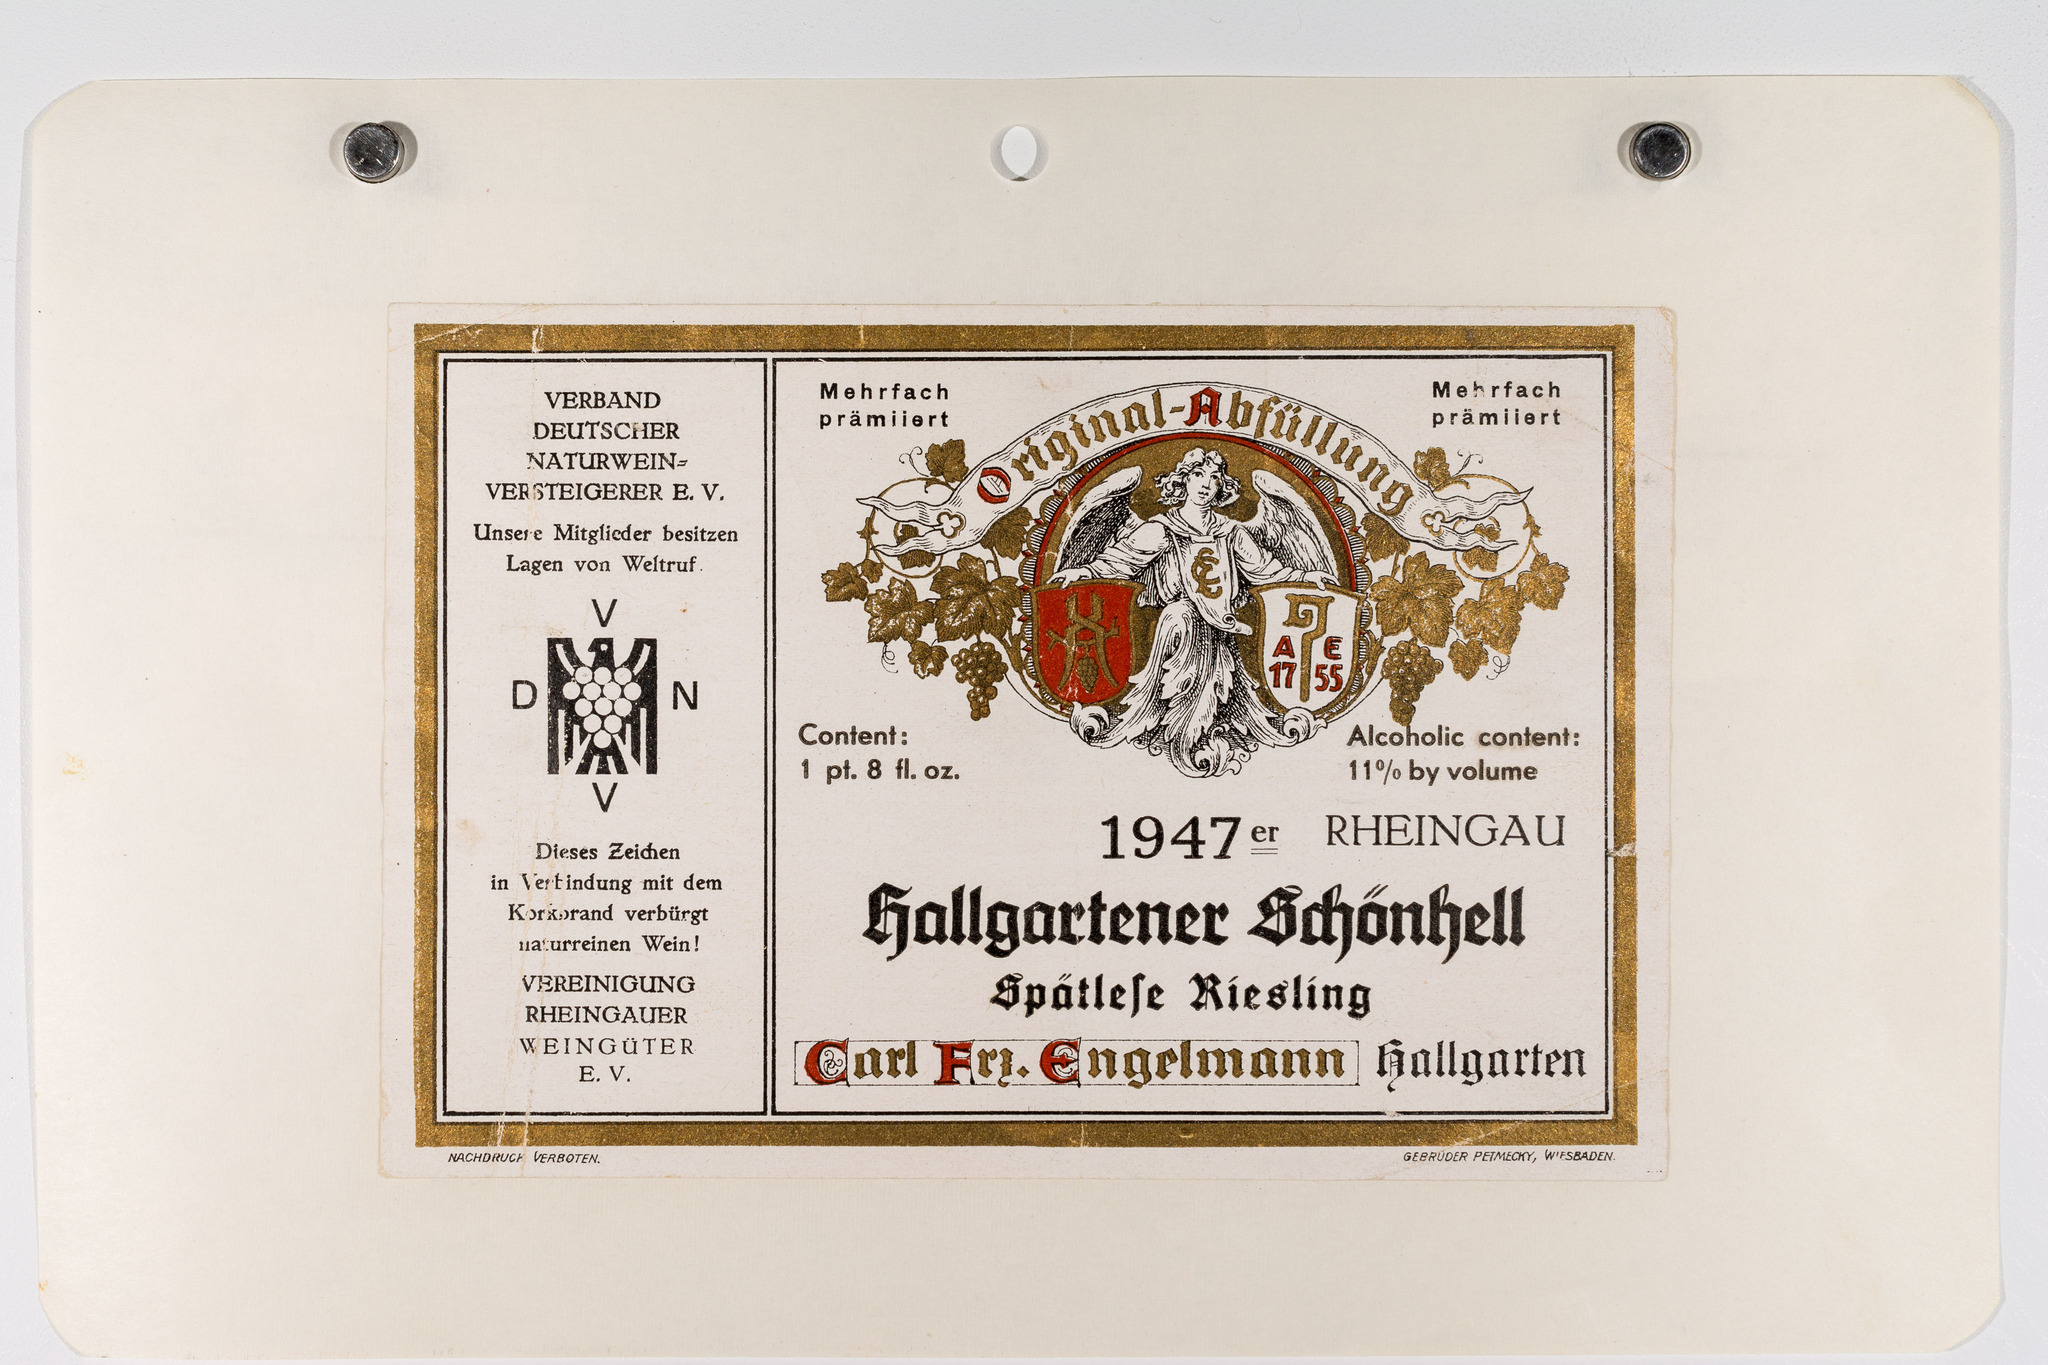 VERBAND
DEUTSCHER
NATURWEIN=
VERSTEIGERER E. V.
Unsere Mitglieder besitzen
Lagen von Weltruf.
V
D N
V
Dieses Zeichen
in Verbindung mit dem
Korkbrand verbürgt
naturreinen Wein!
VEREINIGUNG
RHEINGAUER
WEINGÜTER
E. V.
Mehrfach
prämiiert
Original-Abfüllung
Mehrfach
prämiiert
A E
17 55
Content:
1 pt. 8 fl. oz.
Alcoholic content:
11% by volume
1947er RHEINGAU
Hallgartener Schönhell
Spätleſe Riesling
Carl Frz. Engelmann Hallgarten
NACHDRUCK VERBOTEN.
GEBRÜDER PETMECKY, WIESBADEN.